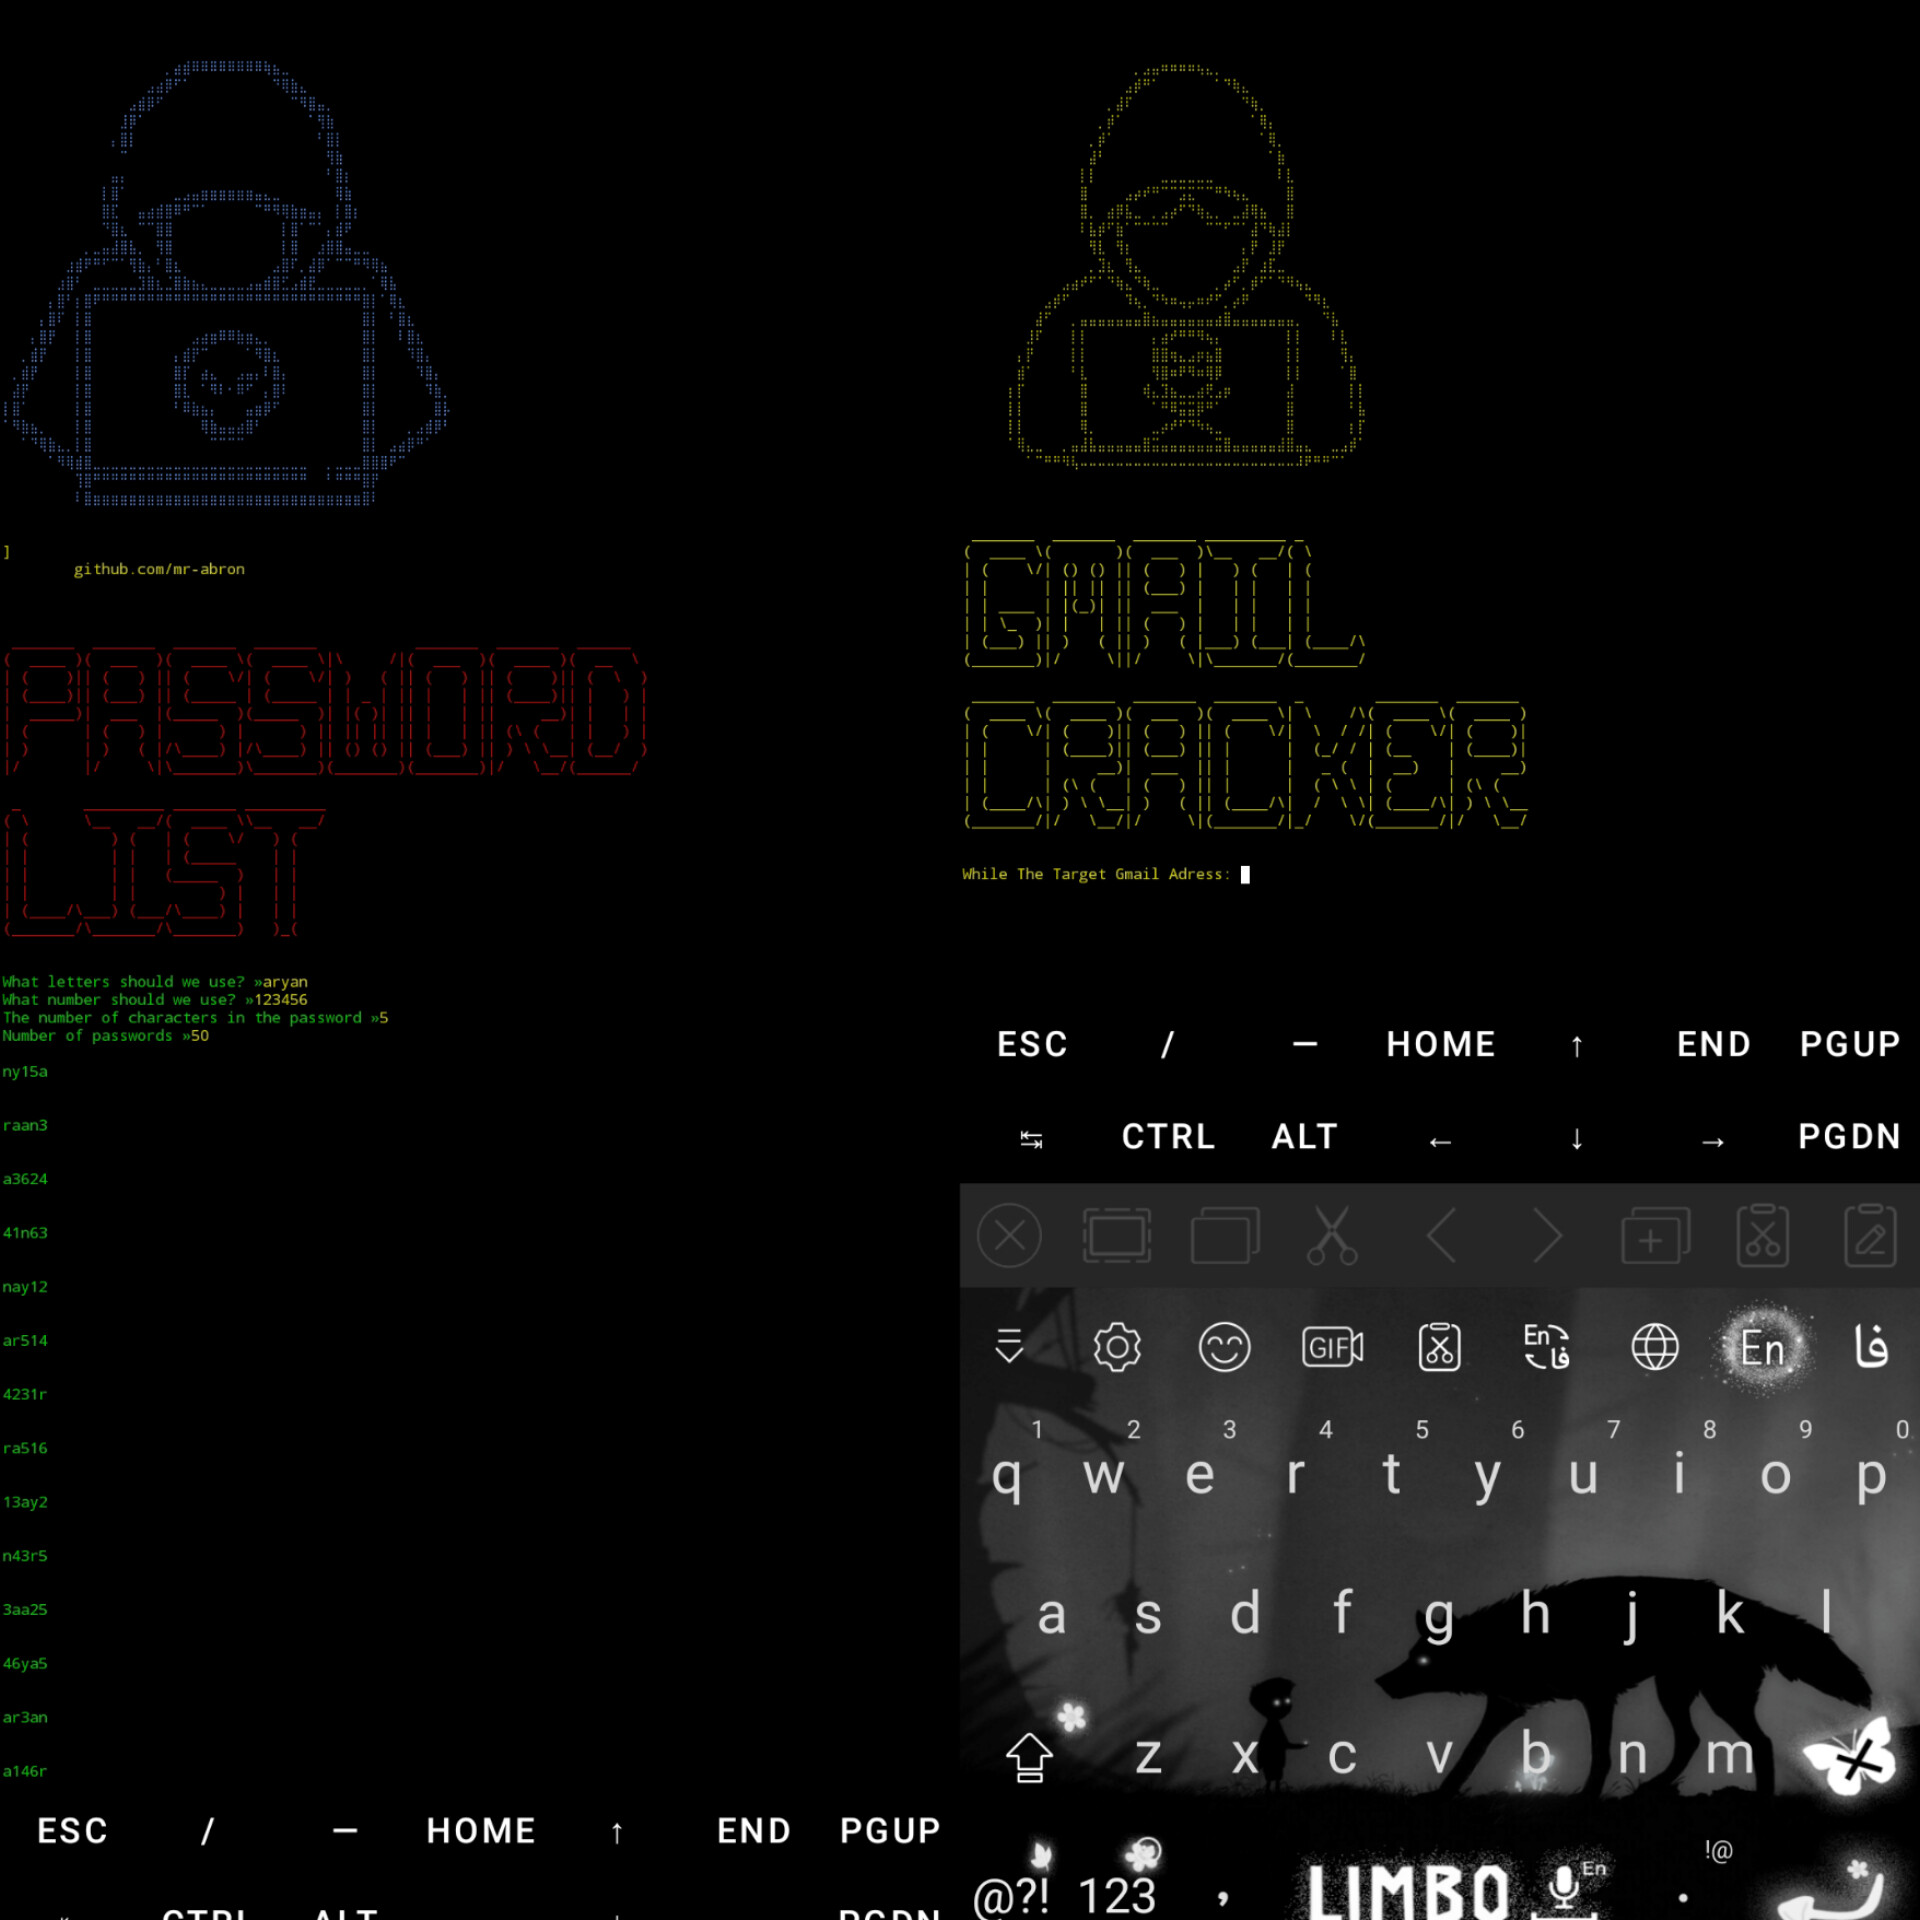 ]
github.com/mr-abron
PASSWORD
LIST
What letters should we use? »aryan
What number should we use? »123456
The number of characters in the password »5
Number of passwords »50
ny15a
raan3
a3624
41n63
nay12
ar514
4231r
ra516
13ay2
n43r5
3aa25
46ya5
ar3an
a146r
ESC / — HOME ↑ END PGUP
GMAIL
CRACKER
While The Target Gmail Adress:
ESC / — HOME ↑ END PGUP
CTRL ALT ← ↓ → PGDN
GIF En فا En فا
1 2 3 4 5 6 7 8 9 0
q w e r t y u i o p
a s d f g h j k l
z x c v b n m
!@
En
@?! 123 , LIMBO .